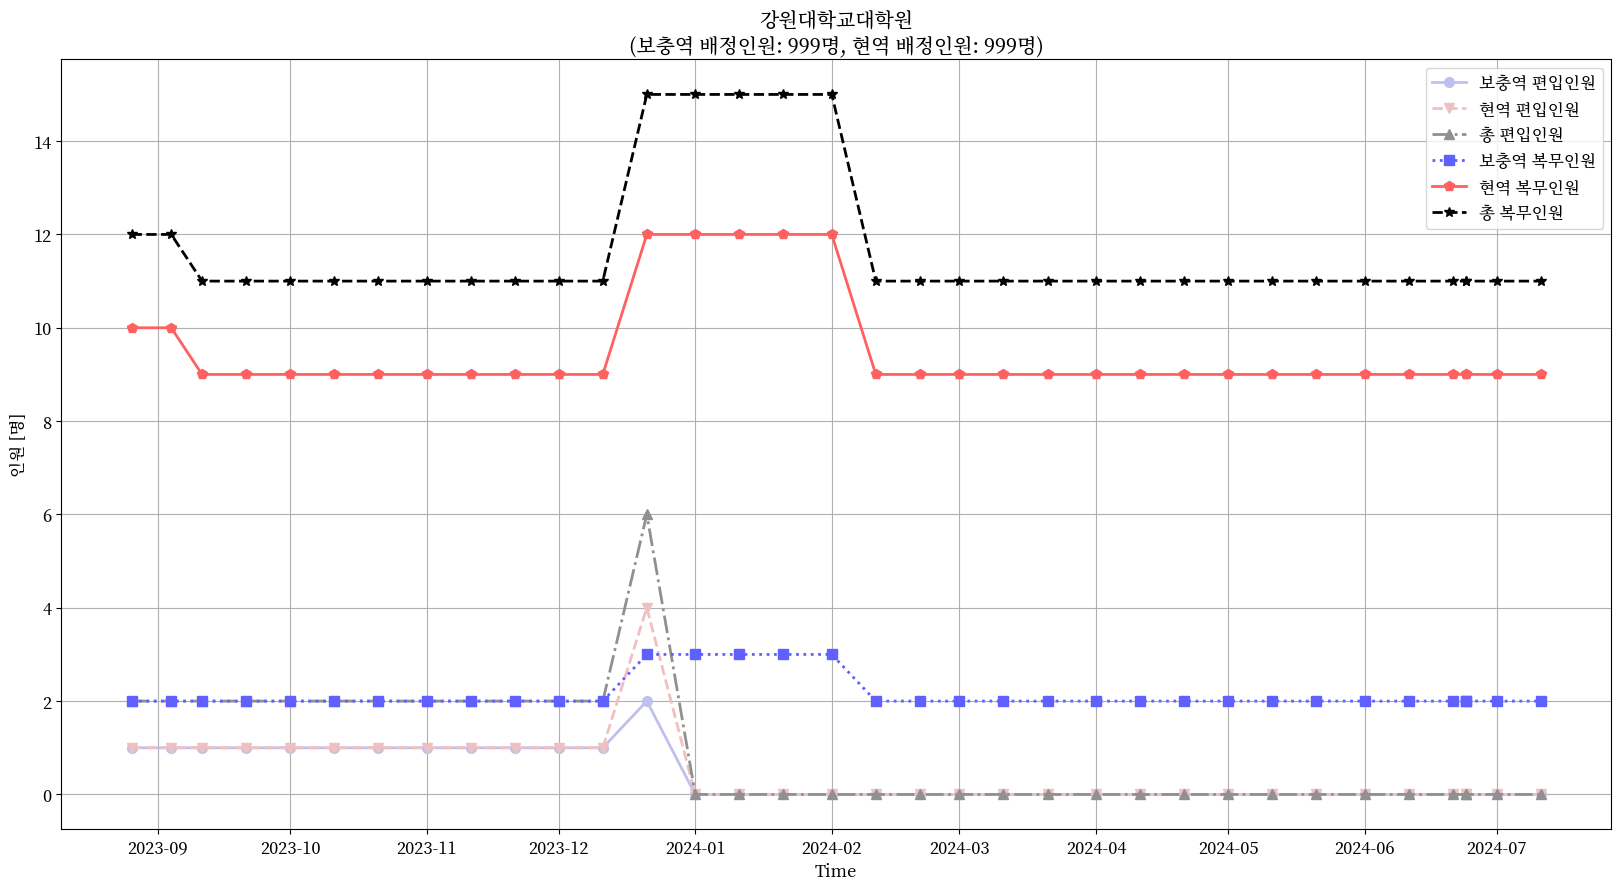 강원대학교대학원
(보충역 배정인원: 999명, 현역 배정인원: 999명)
보충역 편입인원
현역 편입인원
총 편입인원
보충역 복무인원
현역 복무인원
총 복무인원
인원 [명]
14
12
10
8
6
4
2
0
2023-09 2023-10 2023-11 2023-12 2024-01 2024-02 2024-03 2024-04 2024-05 2024-06 2024-07
Time